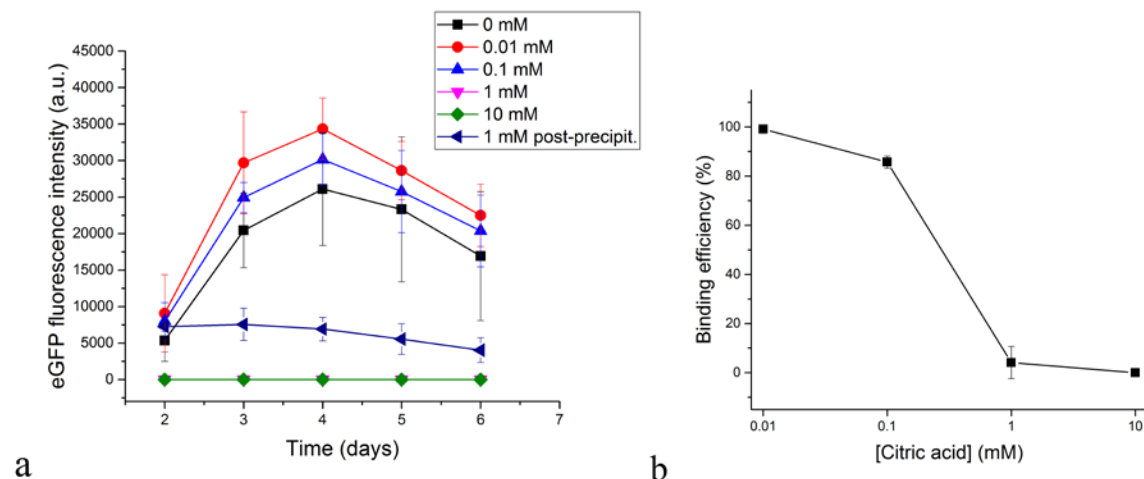 0 mM
0.01 mM
0.1 mM
1 mM
10 mM
1 mM post-precipit.
eGFP fluorescence intensity (a.u.)
45000
40000
35000
30000
25000
20000
15000
10000
5000
0
2 3 4 5 6 7
Time (days)
a
Binding efficiency (%)
100
80
60
40
20
0
0.01 0.1 1 10
[Citric acid] (mM)
b